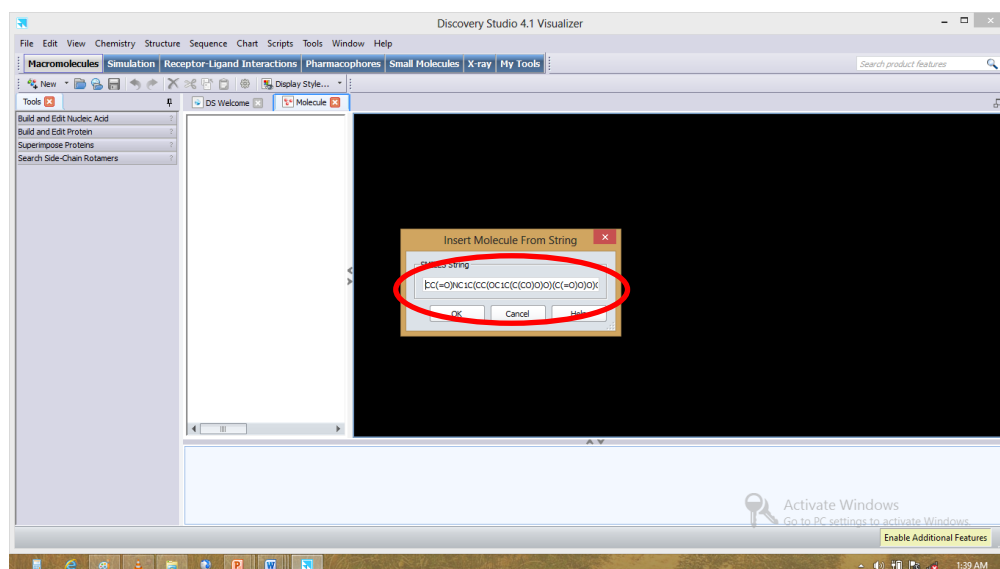 Discovery Studio 4.1 Visualizer
File Edit View Chemistry Structure Sequence Chart Scripts Tools Window Help
Macromolecules Simulation Receptor-Ligand Interactions Pharmacophores Small Molecules X-ray My Tools Search product features
New Display Style...
Tools DS Welcome Molecule
Build and Edit Nucleic Acid ?
Build and Edit Protein ?
Superimpose Proteins ?
Search Side-Chain Rotamers ?
Insert Molecule From String
SMILES String
CC(=O)NC1C(CC(OC1C(C(CO)O)O)(C(=O)O)O)(
OK Cancel Help
Activate Windows
Go to PC settings to activate Windows.
Enable Additional Features
1:39 AM